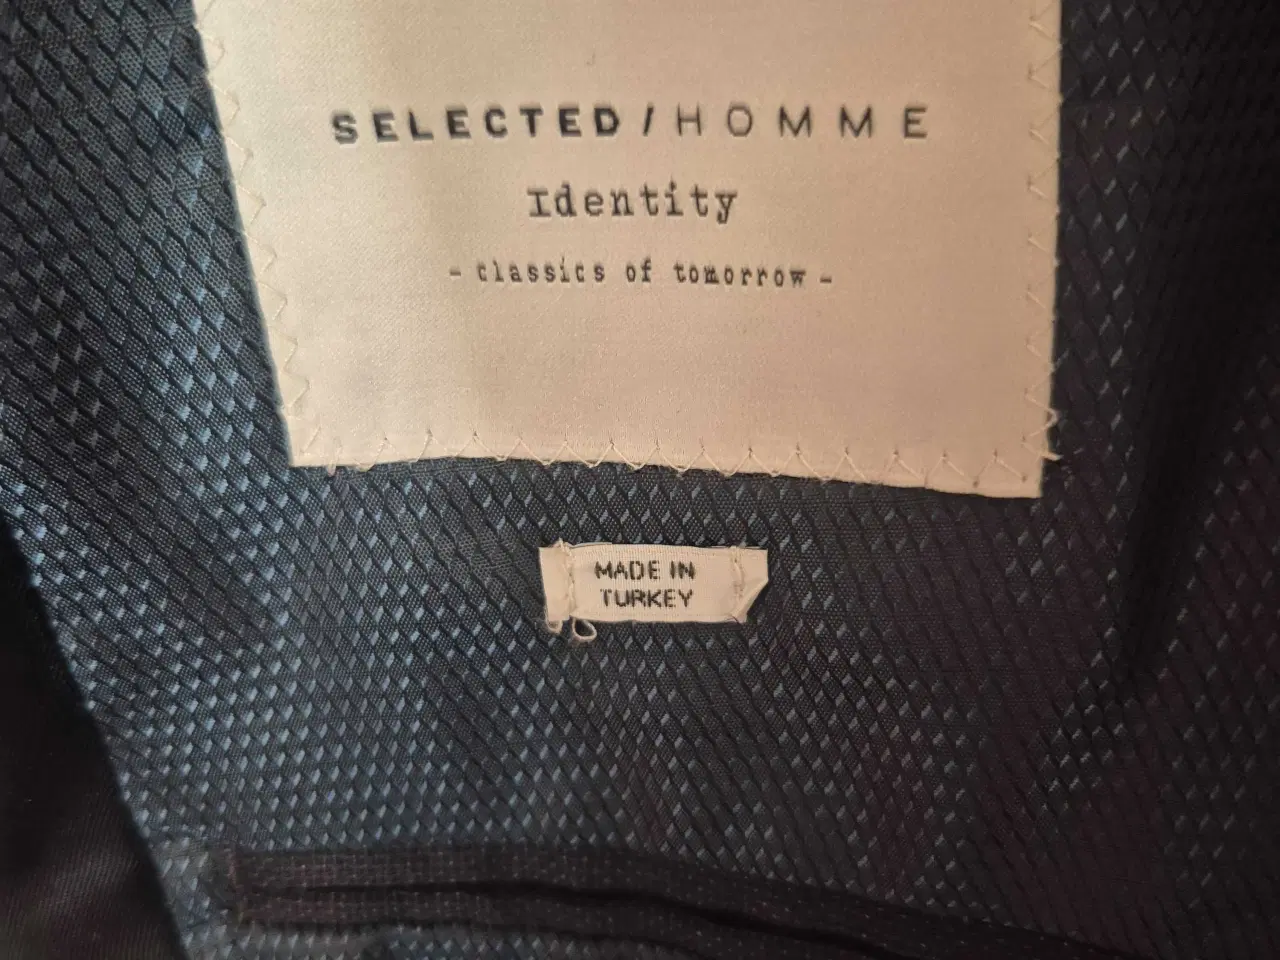 SELECTED/HOMME
Identity
- classics of tomorrow -
MADE IN
TURKEY